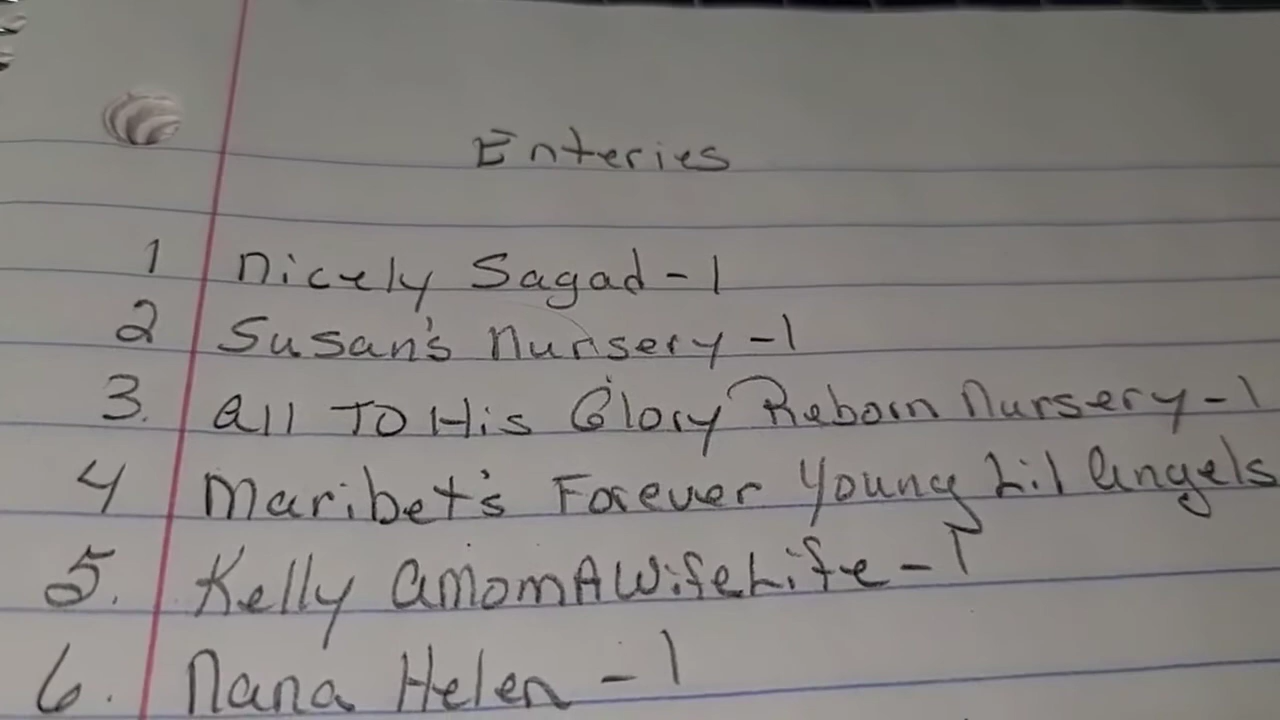 Enteries
1 Nicely Sagad - 1
2 Susan's Nursery - 1
3. All To His Glory Reborn Nursery - 1
4 Maribet's Forever Young Lil Angels
5. Kelly AMomAWifeLife - 1
6. Nana Helen - 1